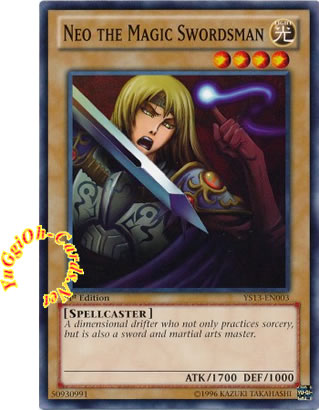 NEO THE MAGIC SWORDSMAN
光
YuGgiOh-Cards.Net
1st Edition
YS13-EN003
[SPELLCASTER]
A dimensional drifter who not only practices sorcery,
but is also a sword and martial arts master.
ATK/1700 DEF/1000
50930991
©1996 KAZUKI TAKAHASHI